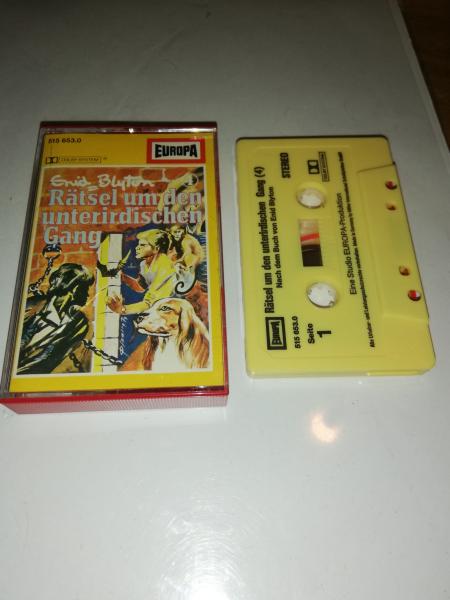 515 653.0
DOLBY SYSTEM
EUROPA
Enid Blyton
4
Rätsel um den
unterirdischen
Gang
EUROPA
515 653.0
Seite
1
Rätsel um den unterirdischen Gang (4)
Nach dem Buch von Enid Blyton
STEREO
Eine Studio-EUROPA-Produktion